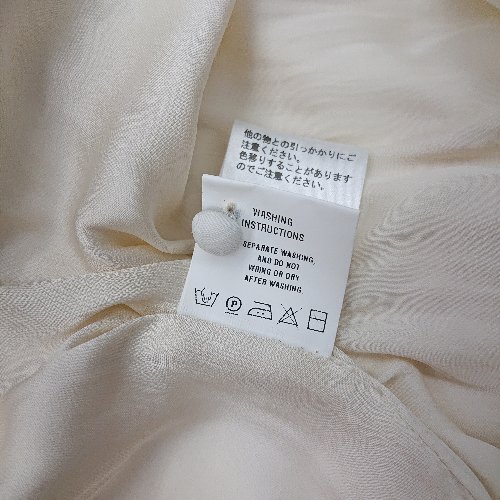 他の物との引っかかりにご
注意ください。
色移りすることがあります
のでご注意ください。
WASHING
INSTRUCTIONS
SEPARATE WASHING,
AND DO NOT
WRING OR DRY
AFTER WASHING.